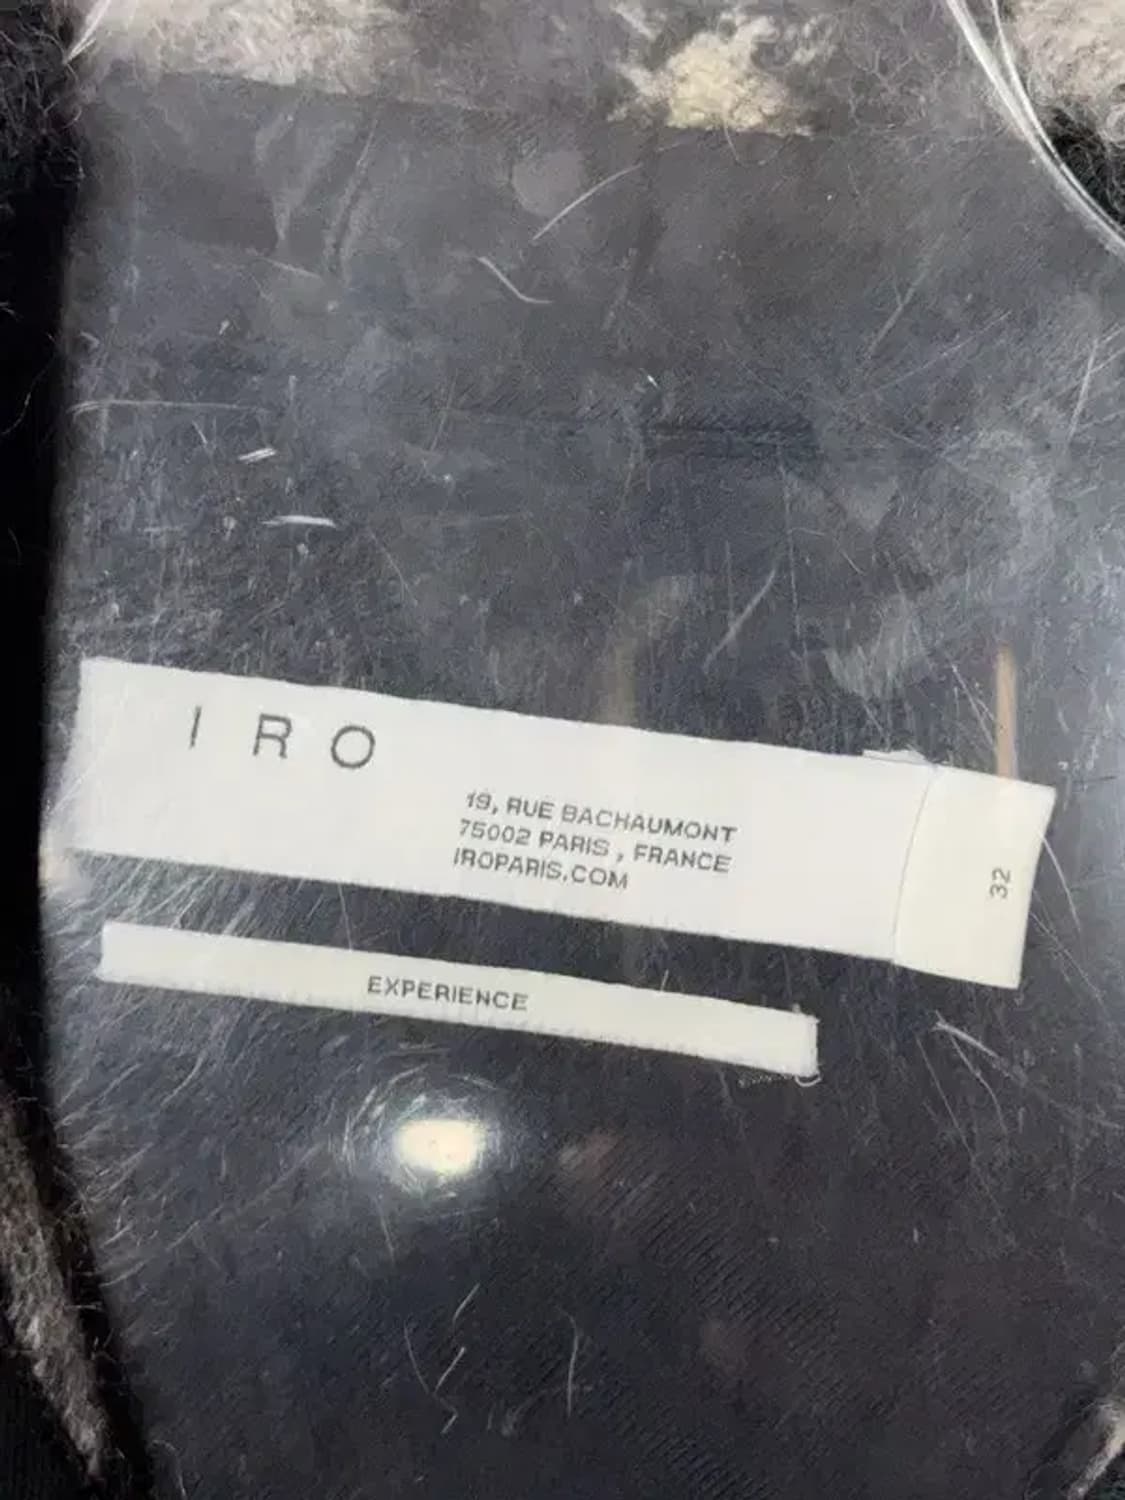 IRO
19, RUE BACHAUMONT
75002 PARIS , FRANCE
IROPARIS.COM
32
EXPERIENCE